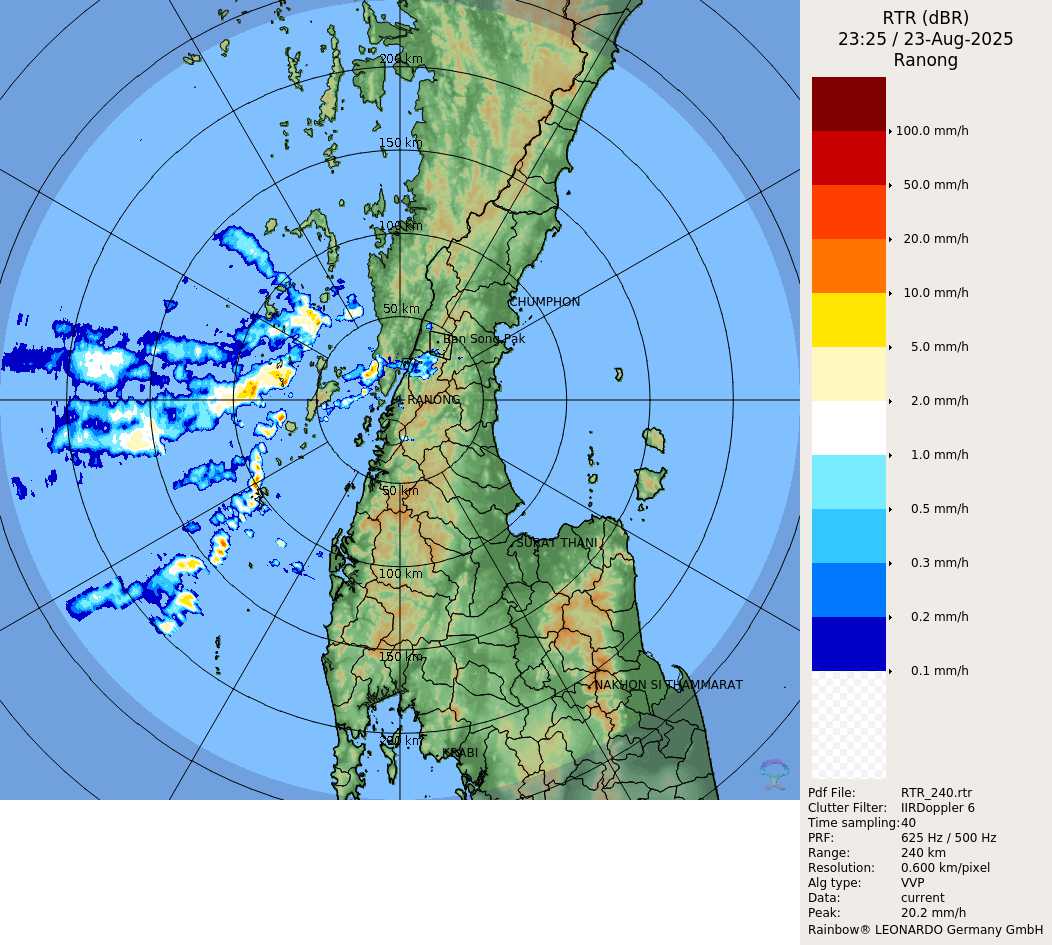 RTR (dBR)
23:25 / 23-Aug-2025
Ranong
100.0 mm/h
50.0 mm/h
20.0 mm/h
10.0 mm/h
5.0 mm/h
2.0 mm/h
1.0 mm/h
0.5 mm/h
0.3 mm/h
0.2 mm/h
0.1 mm/h
200 km
150 km
100 km
50 km
CHUMPHON
Ban Song Pak
RANONG
50 km
SURAT THANI
100 km
150 km
NAKHON SI THAMMARAT
200 km
KRABI
Pdf File: RTR_240.rtr
Clutter Filter: IIRDoppler 6
Time sampling: 40
PRF: 625 Hz / 500 Hz
Range: 240 km
Resolution: 0.600 km/pixel
Alg type: VVP
Data: current
Peak: 20.2 mm/h
Rainbow® LEONARDO Germany GmbH